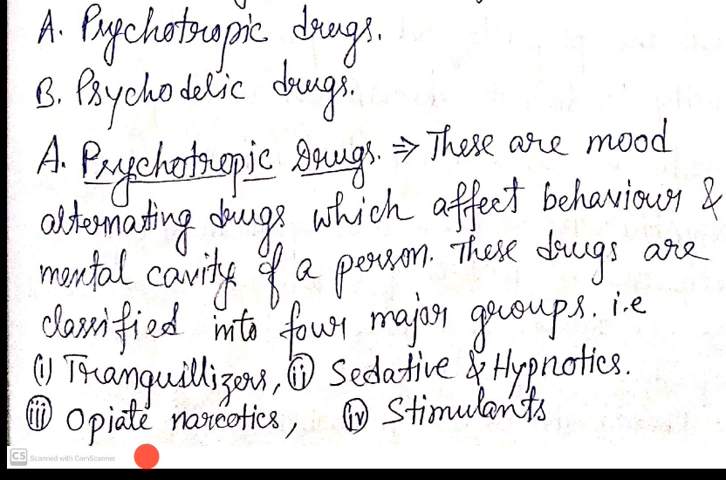 A. Psychotropic drugs.
B. Psychodelic drugs.
A. Psychotropic Drugs. ⇒ These are mood
alternating drugs which affect behaviour &
mental cavity of a person. These drugs are
classified into four major groups. i.e
(i) Tranquillizers, (ii) Sedative & Hypnotics.
(iii) Opiate narcotics, (iv) Stimulants
CS Scanned with CamScanner